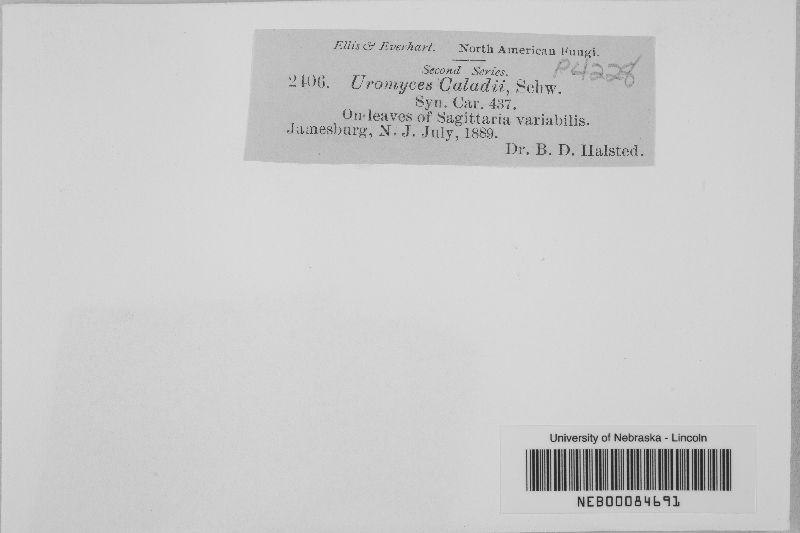 Ellis & Everhart. North American Fungi.
Second Series.
P4228
2406. Uromyces Caladii, Schw.
Syn. Car. 437.
On leaves of Sagittaria variabilis.
Jamesburg, N. J. July, 1889.
Dr. B. D. Halsted.
University of Nebraska - Lincoln
NEB00084691